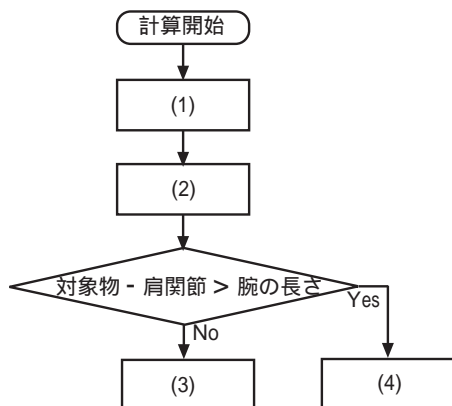 計算開始
(1)
(2)
対象物 - 肩関節 > 腕の長さ
Yes
No
(3)
(4)